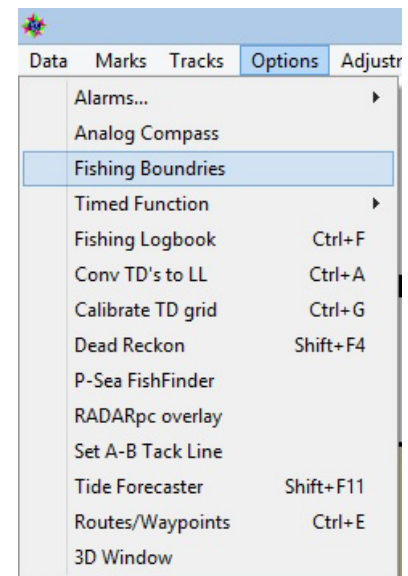 Data Marks Tracks Options Adjustr
Alarms...
Analog Compass
Fishing Boundries
Timed Function
Fishing Logbook Ctrl+F
Conv TD's to LL Ctrl+A
Calibrate TD grid Ctrl+G
Dead Reckon Shift+F4
P-Sea FishFinder
RADARpc overlay
Set A-B Tack Line
Tide Forecaster Shift+F11
Routes/Waypoints Ctrl+E
3D Window